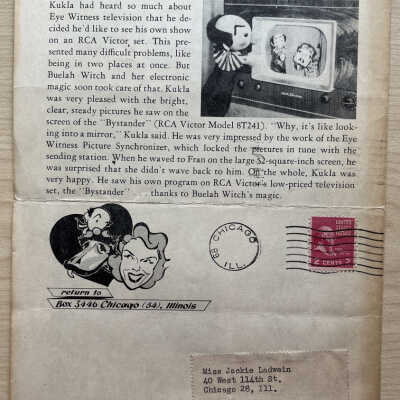 Kukla had heard so much about
Eye Witness television that he de-
cided he'd like to see his own show
on an RCA Victor set. This pre-
sented many difficult problems, like
being in two places at once. But
Buelah Witch and her electronic
magic soon took care of that. Kukla
was very pleased with the bright,
clear, steady pictures he saw on the
screen of the "Bystander" (RCA Victor Model 8T241). "Why, it's like look-
ing into a mirror," Kukla said. He was very impressed by the work of the Eye
Witness Picture Synchronizer, which locked the pictures in tune with the
sending station. When he waved to Fran on the large 52-square-inch screen, he
was surprised that she didn't wave back to him. On the whole, Kukla was
very happy. He saw his own program on RCA Victor's low-priced television
set, the "Bystander" . . . thanks to Buelah Witch's magic.
return to
Box 5446 Chicago (54), Illinois
CHICAGO
ILL.
UNITED
STATES
POSTAGE
2 CENTS 2
Miss Jackie Ladwain
40 West 114th St.
Chicago 28, Ill.